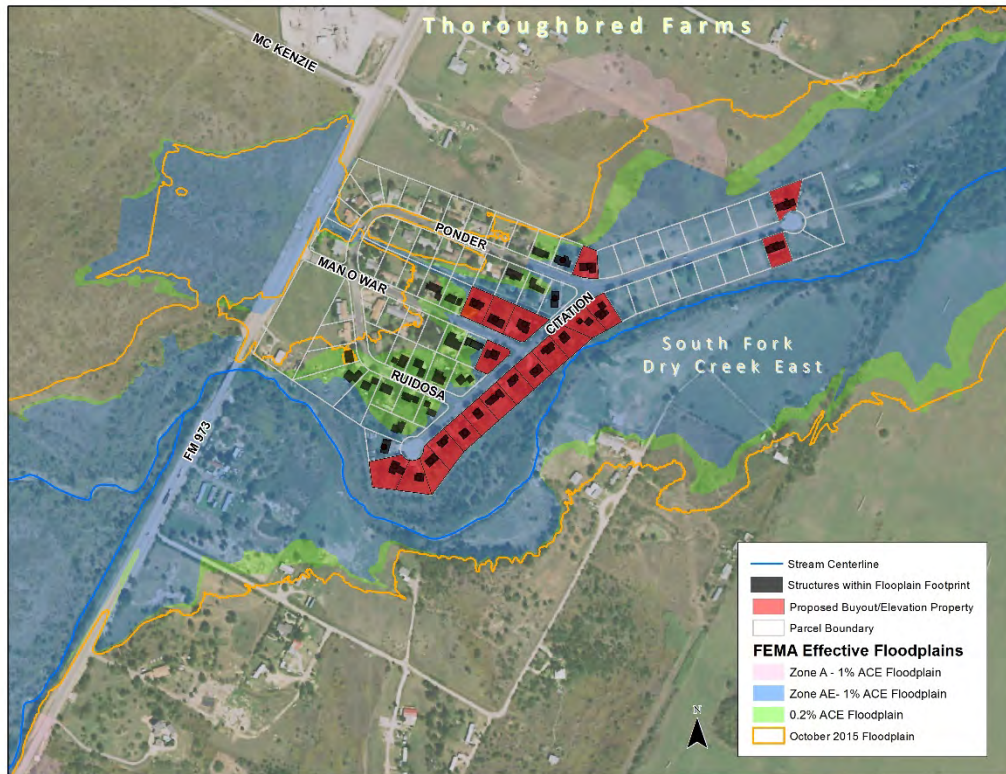 Thoroughbred Farms
MC KENZIE
PONDER
MAN O WAR
CITATION
South Fork
Dry Creek East
RUIDOSA
FM 973
N
Stream Centerline
Structures within Flooplain Footprint
Proposed Buyout/Elevation Property
Parcel Boundary
FEMA Effective Floodplains
Zone A - 1% ACE Floodplain
Zone AE- 1% ACE Floodplain
0.2% ACE Floodplain
October 2015 Floodplain